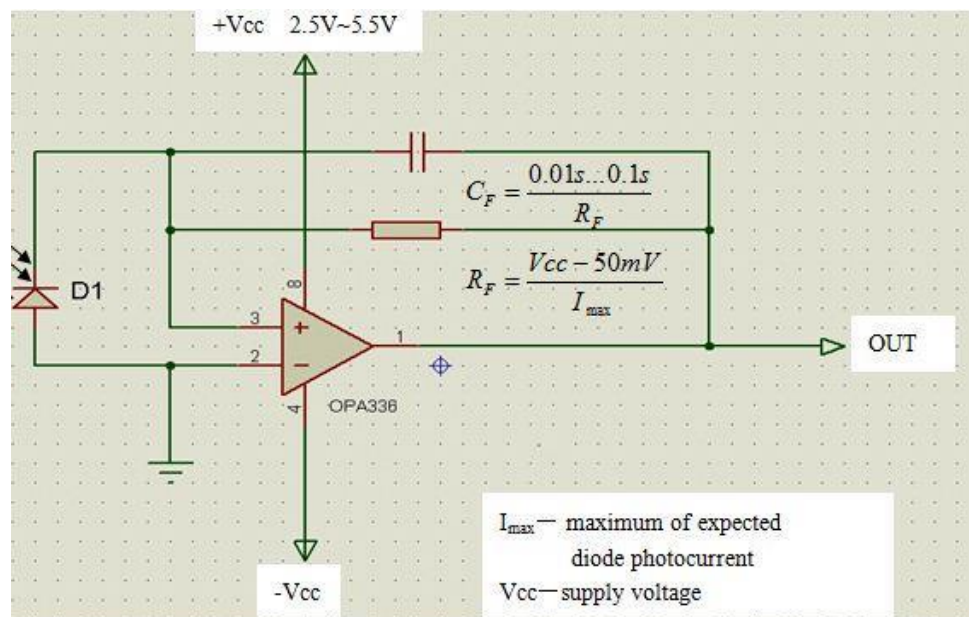 +Vcc 2.5V~5.5V
C_F = 0.01s...0.1s / R_F
R_F = Vcc − 50mV / I_max
D1
8
3
+
1
2
−
4
OPA336
OUT
-Vcc
I_max— maximum of expected
diode photocurrent
Vcc—supply voltage